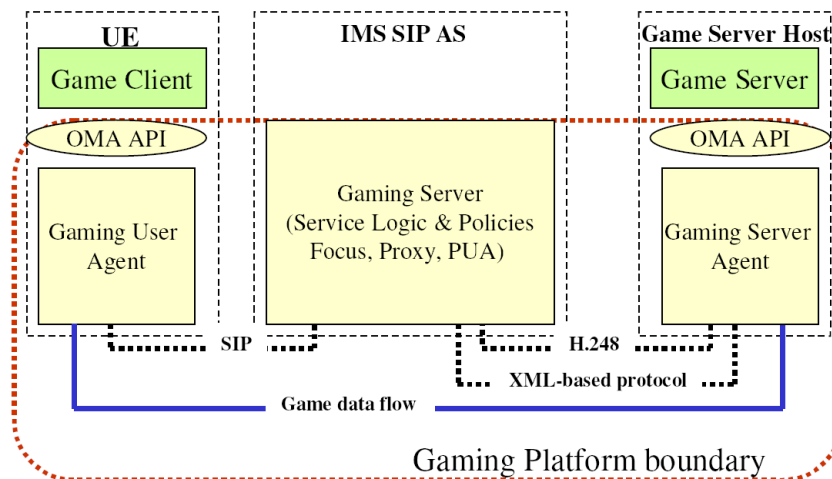 UE
IMS SIP AS
Game Server Host
Game Client
Game Server
OMA API
OMA API
Gaming User
Agent
Gaming Server
(Service Logic & Policies
Focus, Proxy, PUA)
Gaming Server
Agent
SIP
H.248
XML-based protocol
Game data flow
Gaming Platform boundary